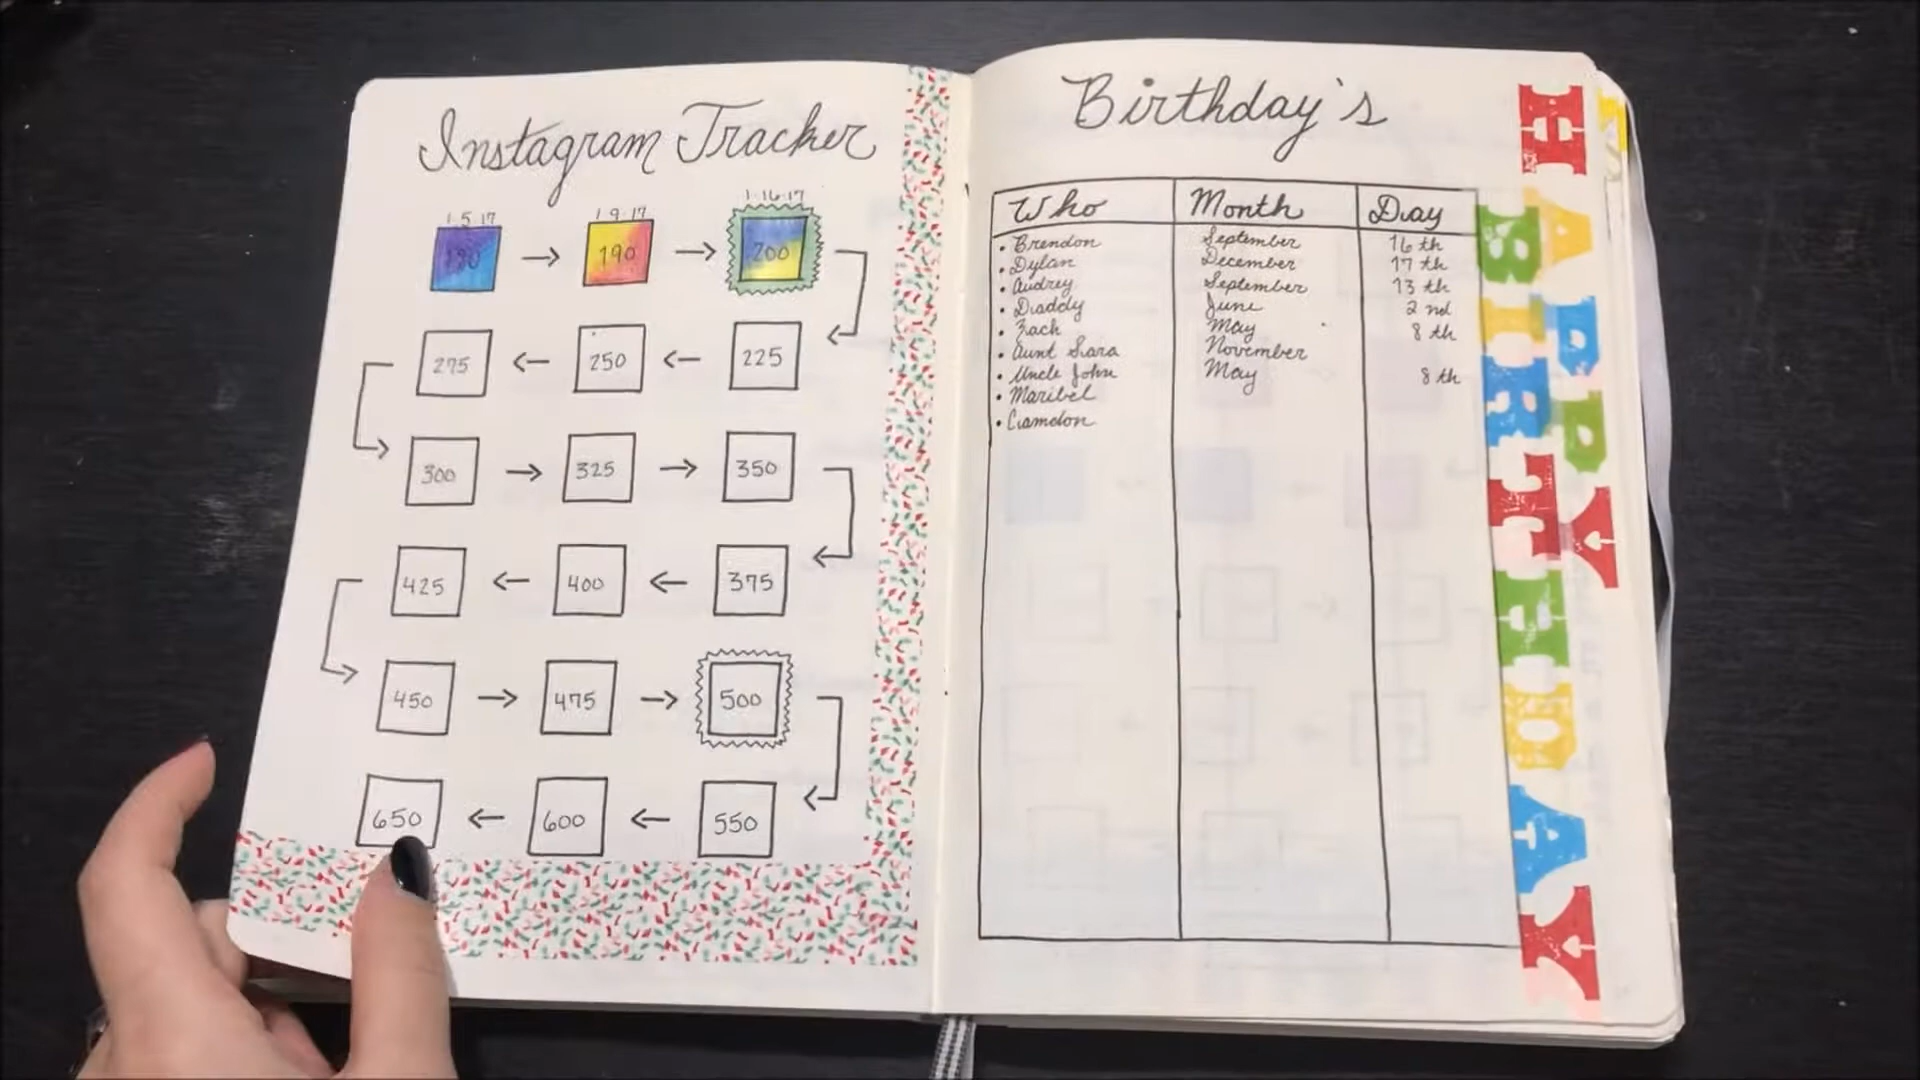 Instagram Tracker
1·5·17 1·9·17 1·16·17
180 → 190 → 200
275 ← 250 ← 225
300 → 325 → 350
425 ← 400 ← 375
450 → 475 → 500
650 ← 600 ← 550
Birthday's
Who Month Day
• Brendon September 16th
• Dylan December 17th
• Audrey September 13th
• Daddy June 2nd
• Zach May 8th
• Aunt Sara November
• Uncle John May 8th
• Maribel
• Camdon
HAPPY
BIRTHDAY